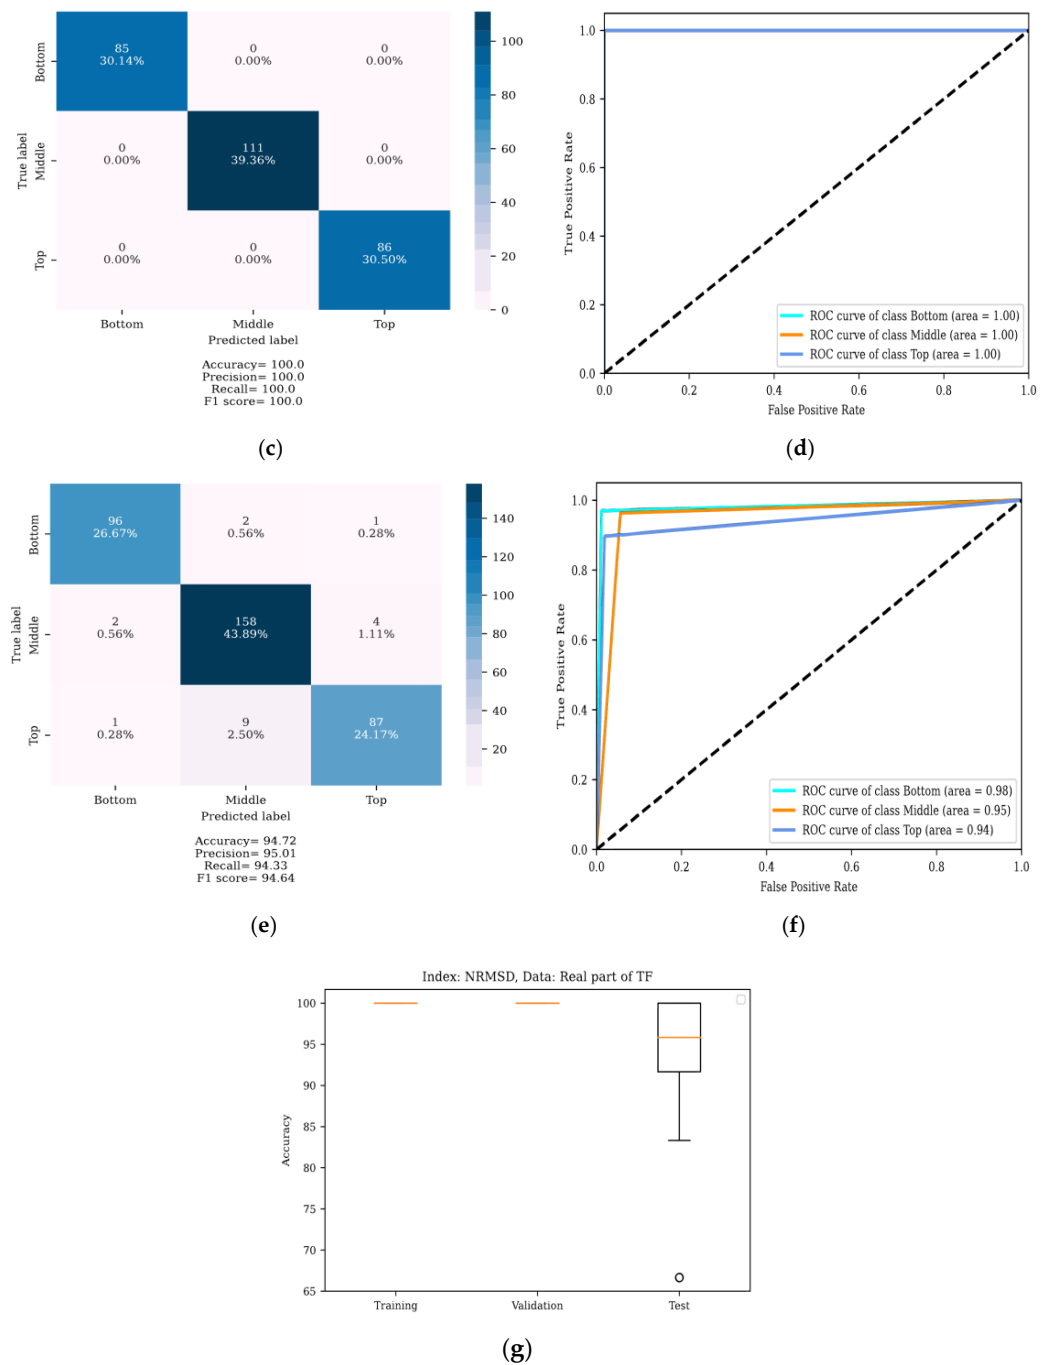 Bottom
85
30.14%
0
0.00%
0
0.00%
True label
Middle
0
0.00%
111
39.36%
0
0.00%
Top
0
0.00%
0
0.00%
86
30.50%
Bottom
Middle
Top
Predicted label
Accuracy= 100.0
Precision= 100.0
Recall= 100.0
F1 score= 100.0
100
80
60
40
20
0
(c)
True Positive Rate
1.0
0.8
0.6
0.4
0.2
0.0
ROC curve of class Bottom (area = 1.00)
ROC curve of class Middle (area = 1.00)
ROC curve of class Top (area = 1.00)
0.0 0.2 0.4 0.6 0.8 1.0
False Positive Rate
(d)
Bottom
96
26.67%
2
0.56%
1
0.28%
True label
Middle
2
0.56%
158
43.89%
4
1.11%
Top
1
0.28%
9
2.50%
87
24.17%
Bottom
Middle
Top
Predicted label
Accuracy= 94.72
Precision= 95.01
Recall= 94.33
F1 score= 94.64
140
120
100
80
60
40
20
(e)
True Positive Rate
1.0
0.8
0.6
0.4
0.2
0.0
ROC curve of class Bottom (area = 0.98)
ROC curve of class Middle (area = 0.95)
ROC curve of class Top (area = 0.94)
0.0 0.2 0.4 0.6 0.8 1.0
False Positive Rate
(f)
Index: NRMSD, Data: Real part of TF
Accuracy
100
95
90
85
80
75
70
65
Training
Validation
Test
(g)